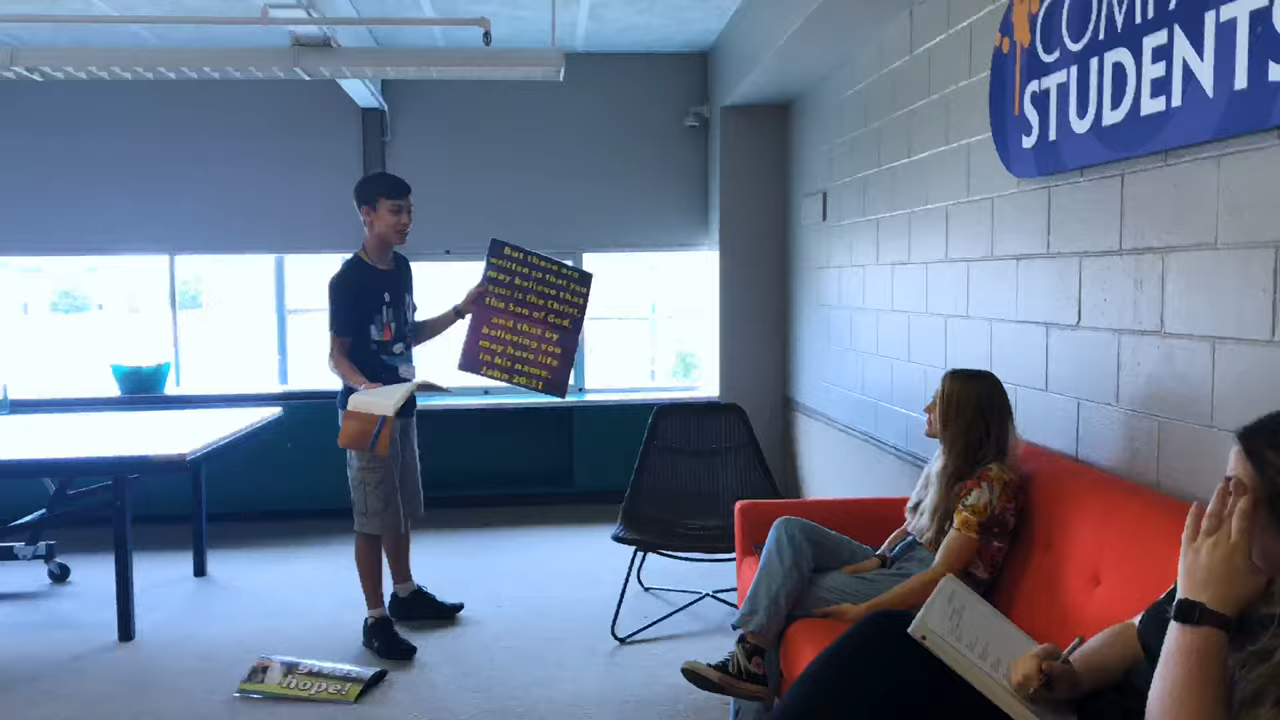 STUDENTS
But these are
written so that you
may believe that
Jesus is the Christ,
the Son of God,
and that by
believing you
may have life
in his name.
John 20:31
hope!